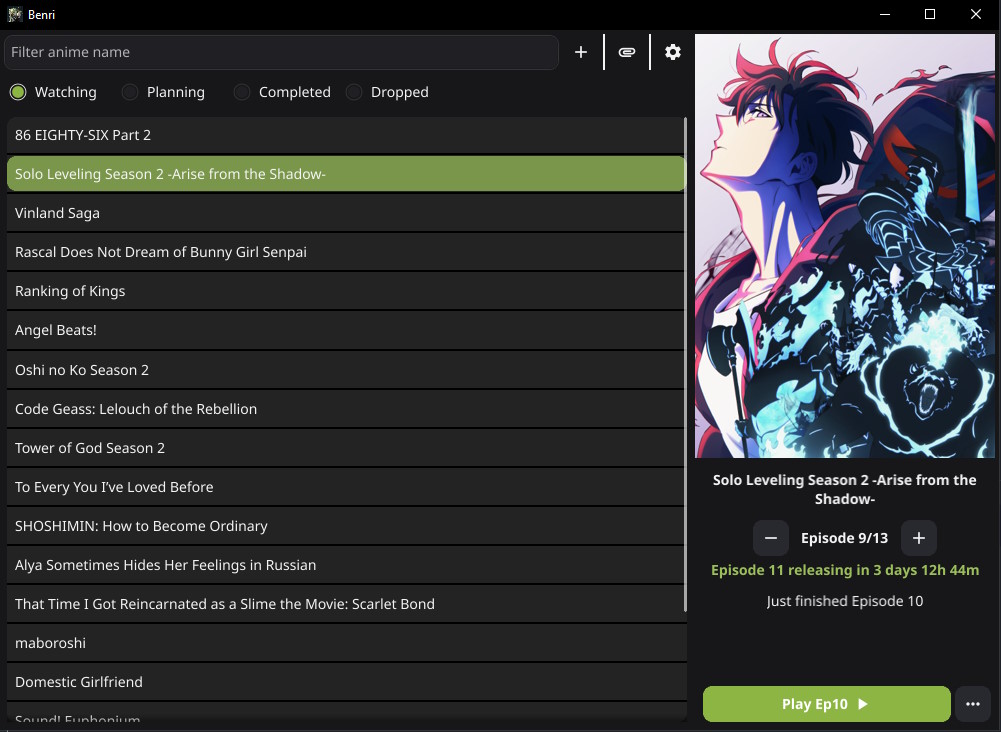 Benri
Filter anime name
Watching Planning Completed Dropped
86 EIGHTY-SIX Part 2
Solo Leveling Season 2 -Arise from the Shadow-
Vinland Saga
Rascal Does Not Dream of Bunny Girl Senpai
Ranking of Kings
Angel Beats!
Oshi no Ko Season 2
Code Geass: Lelouch of the Rebellion
Tower of God Season 2
To Every You I’ve Loved Before
SHOSHIMIN: How to Become Ordinary
Alya Sometimes Hides Her Feelings in Russian
That Time I Got Reincarnated as a Slime the Movie: Scarlet Bond
maboroshi
Domestic Girlfriend
Sound! Euphonium
Solo Leveling Season 2 -Arise from the
Shadow-
Episode 9/13
Episode 11 releasing in 3 days 12h 44m
Just finished Episode 10
Play Ep10